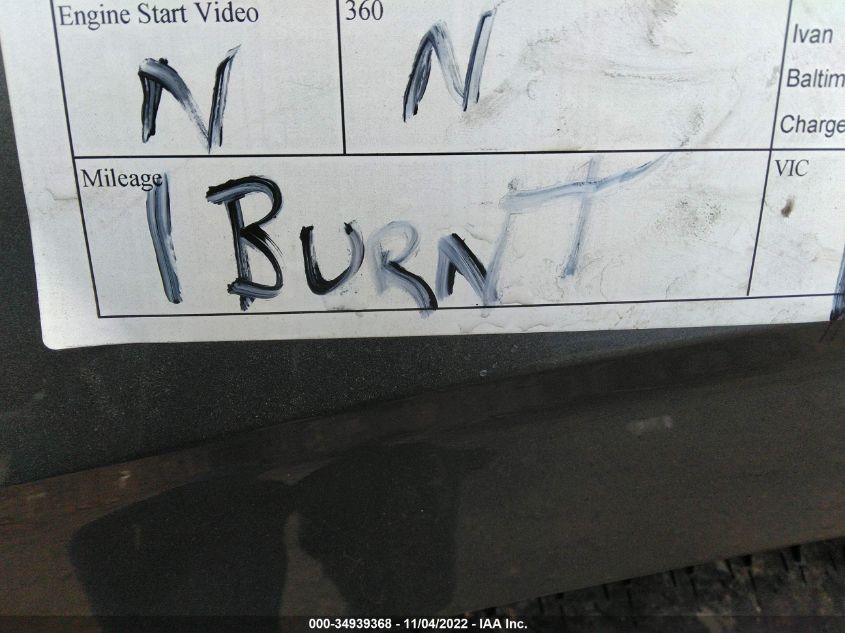 Engine Start Video
360
N
N
Ivan
Baltim
Charge
Mileage
1 BURNT
VIC
000-34939368 - 11/04/2022 - IAA Inc.